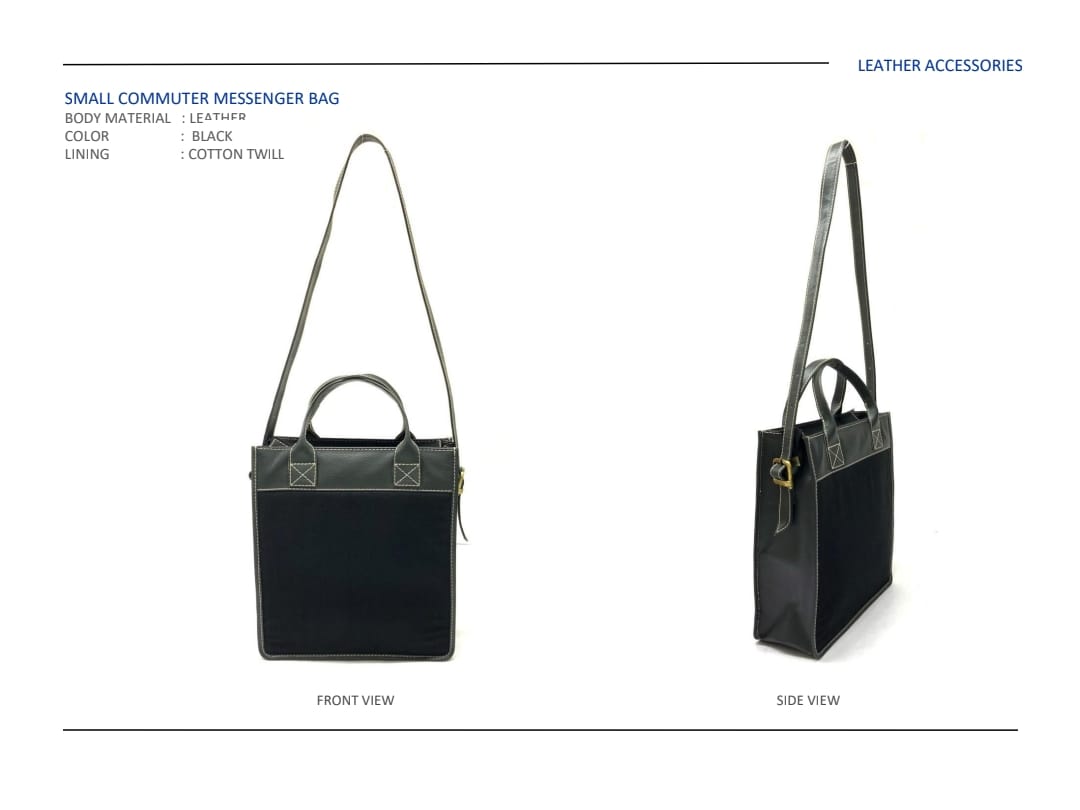 LEATHER ACCESSORIES
SMALL COMMUTER MESSENGER BAG
BODY MATERIAL : LEATHER
COLOR : BLACK
LINING : COTTON TWILL
FRONT VIEW
SIDE VIEW